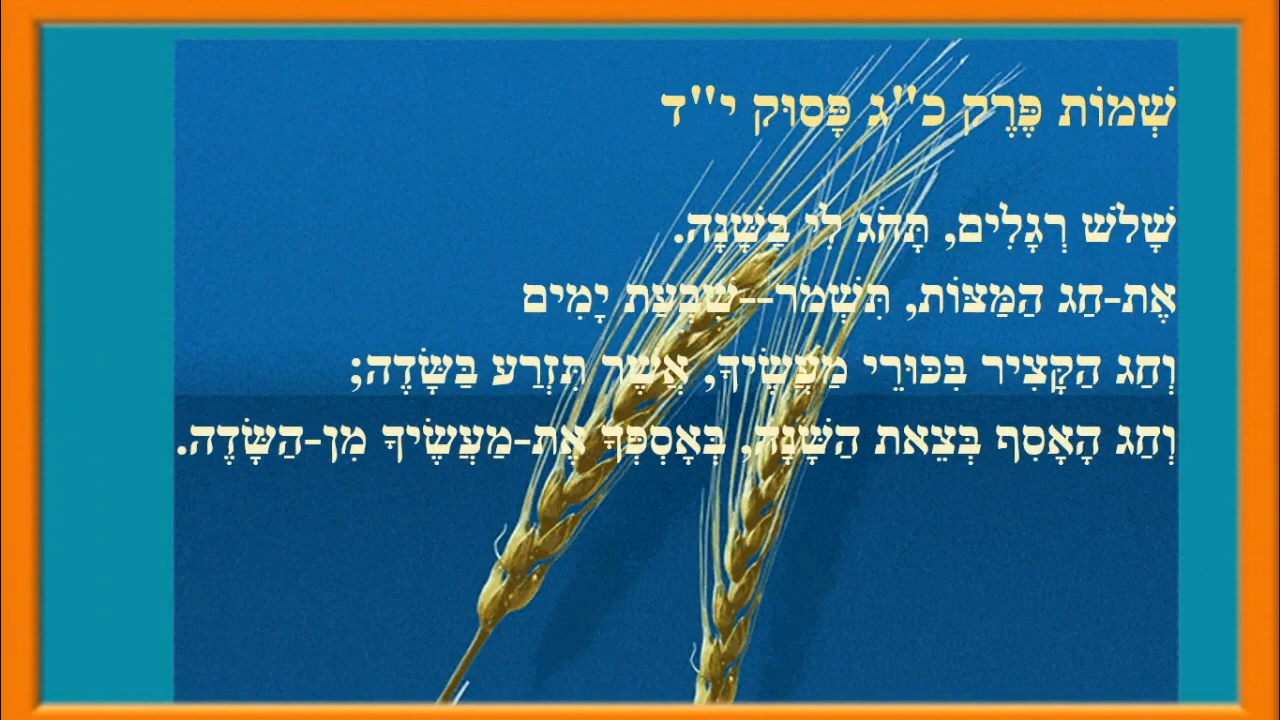 שְׁמוֹת פֶּרֶק כ"ג פָּסוּק י"ד
שָׁלֹשׁ רְגָלִים, תָּחֹג לִי בַּשָּׁנָה.
אֶת-חַג הַמַּצּוֹת, תִּשְׁמֹר--שִׁבְעַת יָמִים
וְחַג הַקָּצִיר בִּכּוּרֵי מַעֲשֶׂיךָ, אֲשֶׁר תִּזְרַע בַּשָּׂדֶה;
וְחַג הָאָסִף בְּצֵאת הַשָּׁנָה, בְּאָסְפְּךָ אֶת-מַעֲשֶׂיךָ מִן-הַשָּׂדֶה.